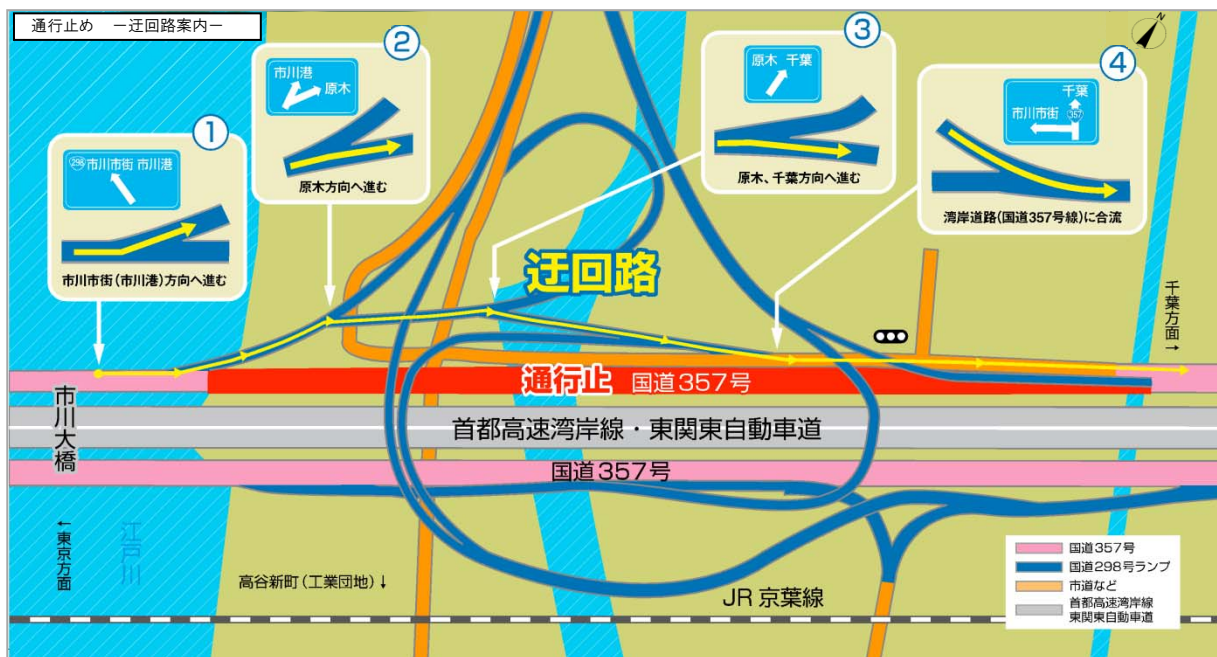 通行止め －迂回路案内－
①
298 市川市街 市川港
市川市街(市川港)方向へ進む
②
市川港
原木
原木方向へ進む
③
原木 千葉
原木、千葉方向へ進む
④
千葉
市川市街
357
湾岸道路(国道357号線)に合流
N
迂回路
千葉方面→
通行止 国道357号
市川大橋
首都高速湾岸線・東関東自動車道
国道357号
←東京方面
江戸川
高谷新町(工業団地)↓
JR 京葉線
国道357号
国道298号ランプ
市道など
首都高速湾岸線
東関東自動車道